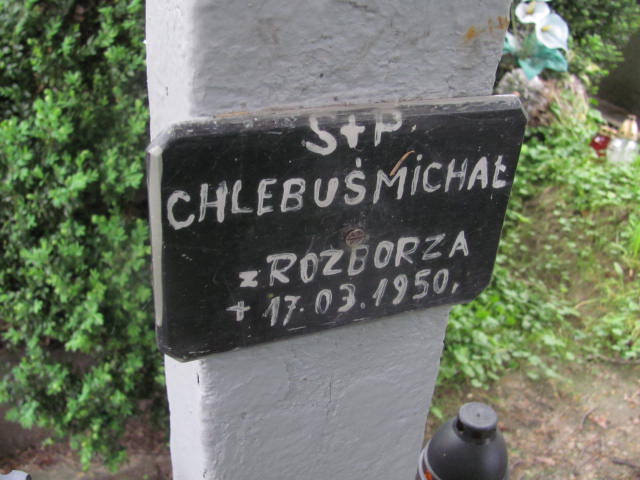 S+P.
CHLEBUŚ MICHAŁ
z ROZBORZA
+ 17.03.1950.